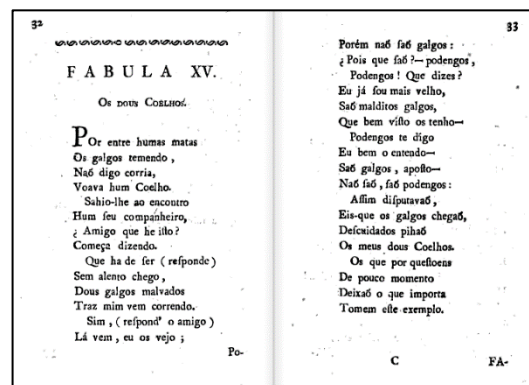 32
FABULA XV.
Os dous Coelhos.
Por entre humas matas
Os galgos temendo ,
Naõ digo corria,
Voava hum Coelho.
Sahio-lhe ao encontro
Hum seu companheiro,
¿ Amigo que he isto ?
Começa dizendo.
Que ha de ser ( responde )
Sem alento chego ,
Dous galgos malvados
Traz mim vem correndo.
Sim , ( respond' o amigo )
Lá vem , eu os vejo ;
Po-
33
Porém naõ saõ galgos :
¿ Pois que saõ ?— podengos ,
Podengos ! Que dizes ?
Eu já sou mais velho,
Saõ malditos galgos,
Que bem visto os tenho—
Podengos te digo
Eu bem o entendo—
Saõ galgos , aposto—
Naõ saõ , saõ podengos :
Assim disputavaõ ,
Eis-que os galgos chegaõ,
Descuidados pihaõ
Os meus dous Coelhos.
Os que por questoens
De pouco momento
Deixaõ o que importa
Tomem este exemplo.
C
FA-